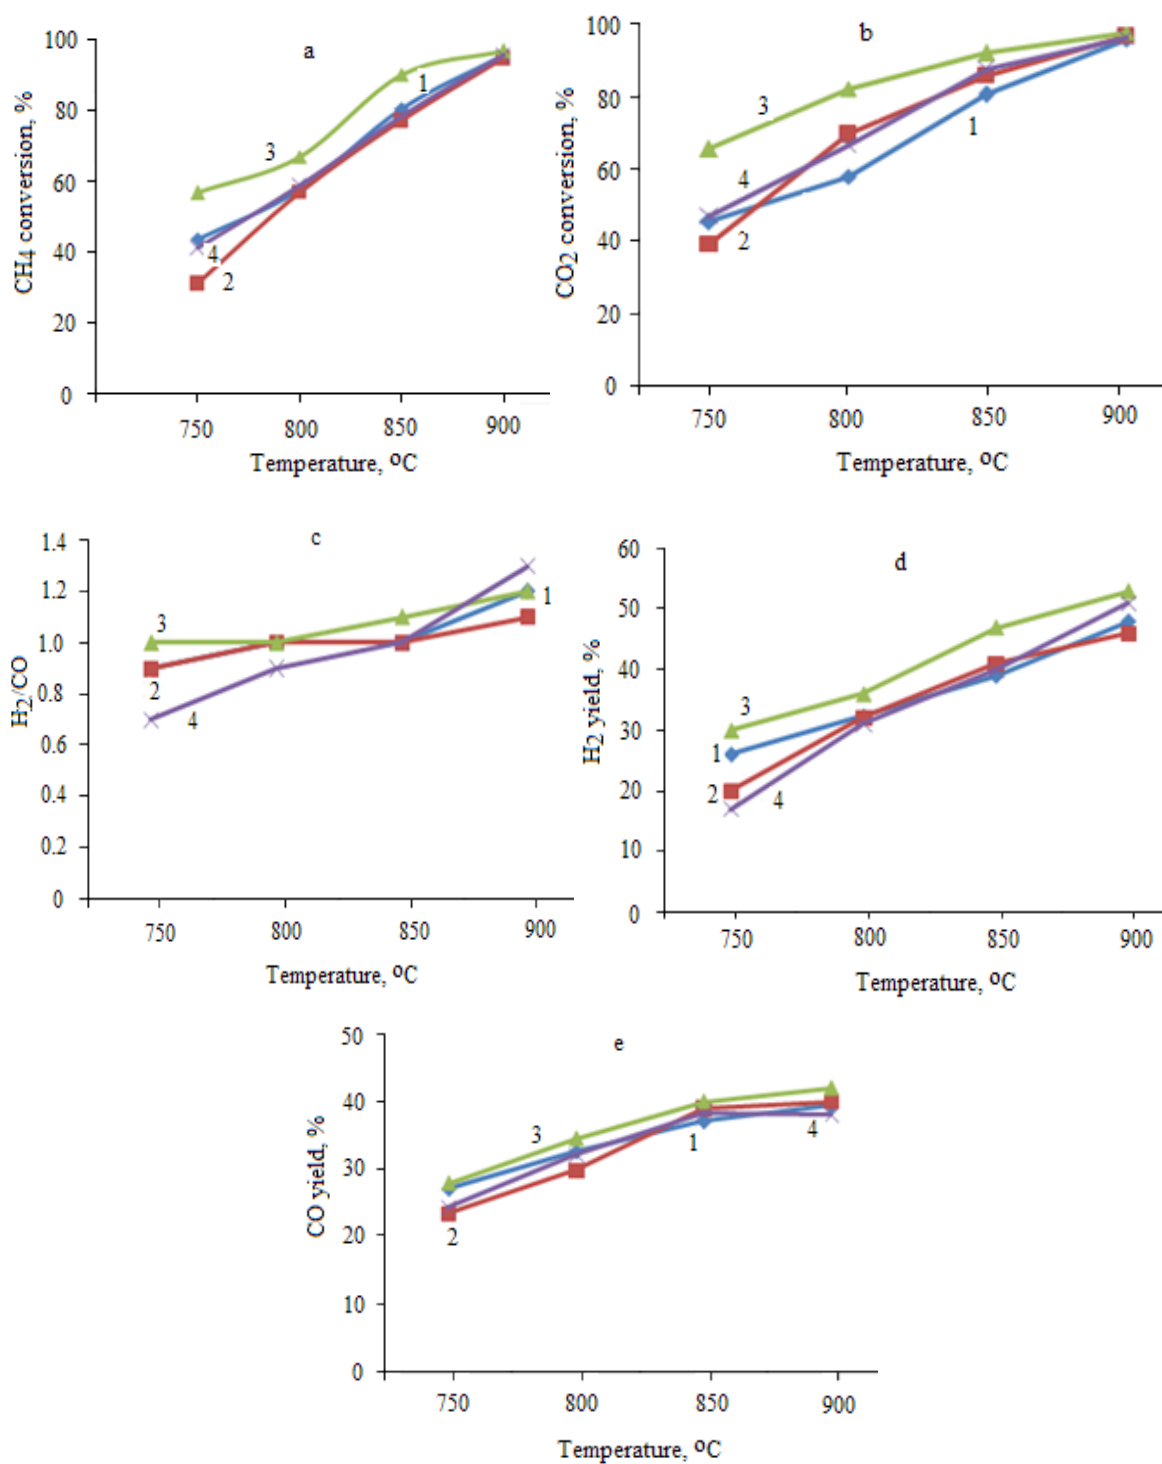 a
CH4 conversion, %
100
80
60
40
20
0
1
3
4
2
750 800 850 900
Temperature, ºC
b
CO2 conversion, %
100
80
60
40
20
0
3
1
4
2
750 800 850 900
Temperature, ºC
c
H2/CO
1.4
1.2
1.0
0.8
0.6
0.4
0.2
0
3
1
2
4
750 800 850 900
Temperature, ºC
d
H2 yield, %
60
50
40
30
20
10
0
3
1
2
4
750 800 850 900
Temperature, ºC
e
CO yield, %
50
40
30
20
10
0
3
1
4
2
750 800 850 900
Temperature, ºC